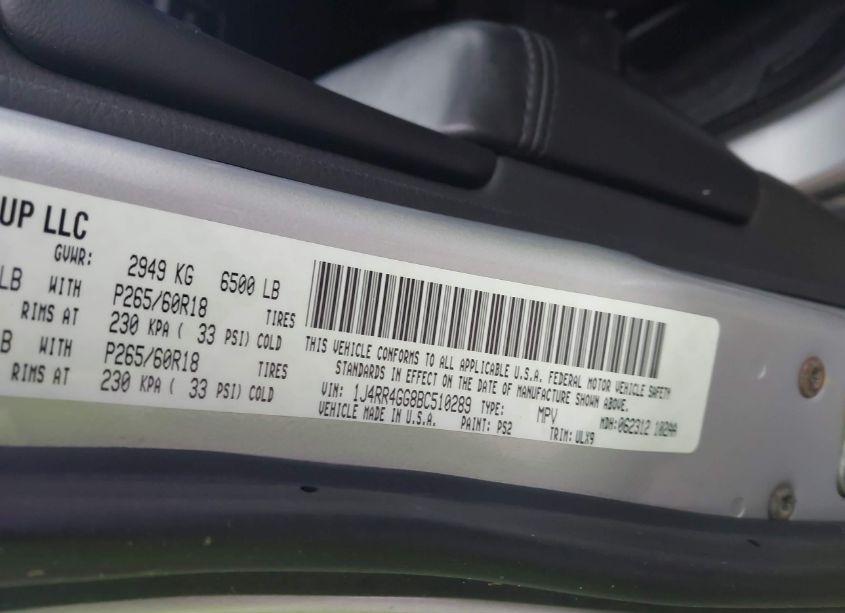 UP LLC
GVWR: 2949 KG 6500 LB
LB WITH P265/60R18 TIRES
RIMS AT 230 KPA ( 33 PSI) COLD
B WITH P265/60R18 TIRES
RIMS AT 230 KPA ( 33 PSI) COLD
THIS VEHICLE CONFORMS TO ALL APPLICABLE U.S.A. FEDERAL MOTOR VEHICLE SAFETY
STANDARDS IN EFFECT ON THE DATE OF MANUFACTURE SHOWN ABOVE.
VIN: 1J4RR4GG8BC510289 TYPE: MPV MDH: 062312 102AA
VEHICLE MADE IN U.S.A. PAINT: PS2 TRIM: ULX9